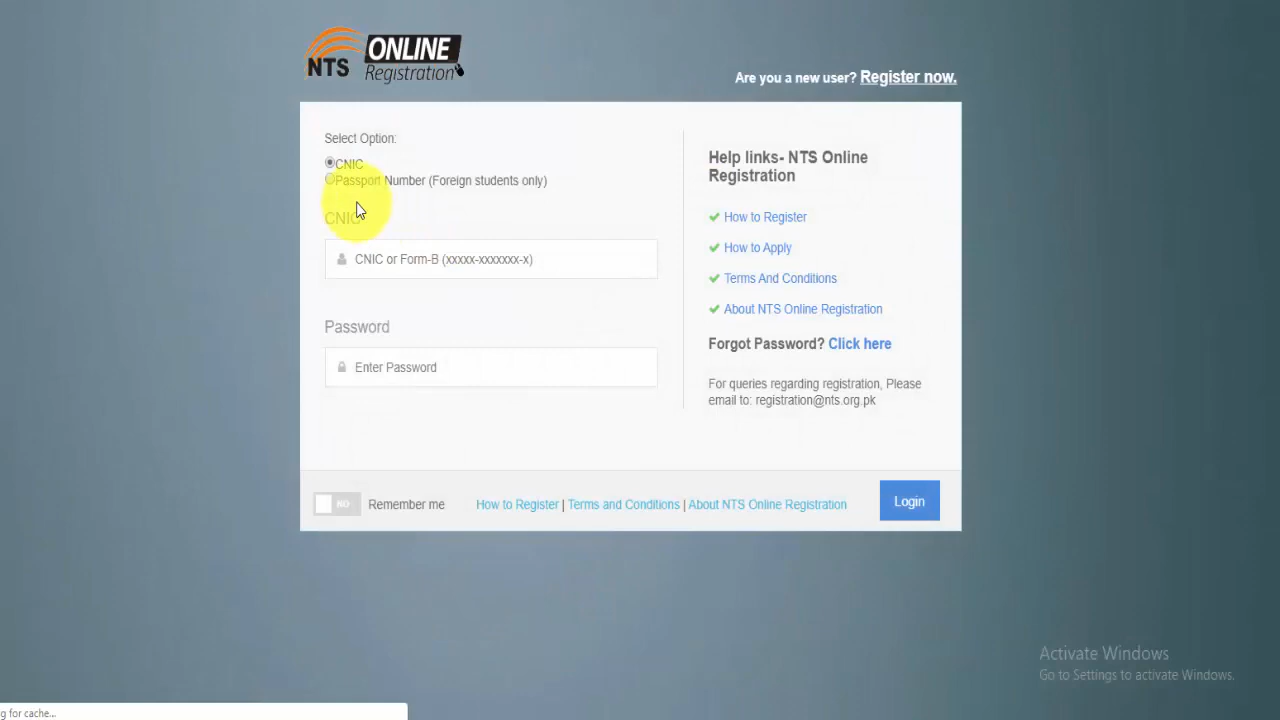 NTS ONLINE
Registration
Are you a new user? Register now.
Select Option:
CNIC
Passport Number (Foreign students only)
CNIC
CNIC or Form-B (xxxxx-xxxxxxx-x)
Password
Enter Password
Help links- NTS Online
Registration
How to Register
How to Apply
Terms And Conditions
About NTS Online Registration
Forgot Password? Click here
For queries regarding registration, Please
email to: registration@nts.org.pk
NO Remember me How to Register | Terms and Conditions | About NTS Online Registration Login
Activate Windows
Go to Settings to activate Windows.
g for cache...